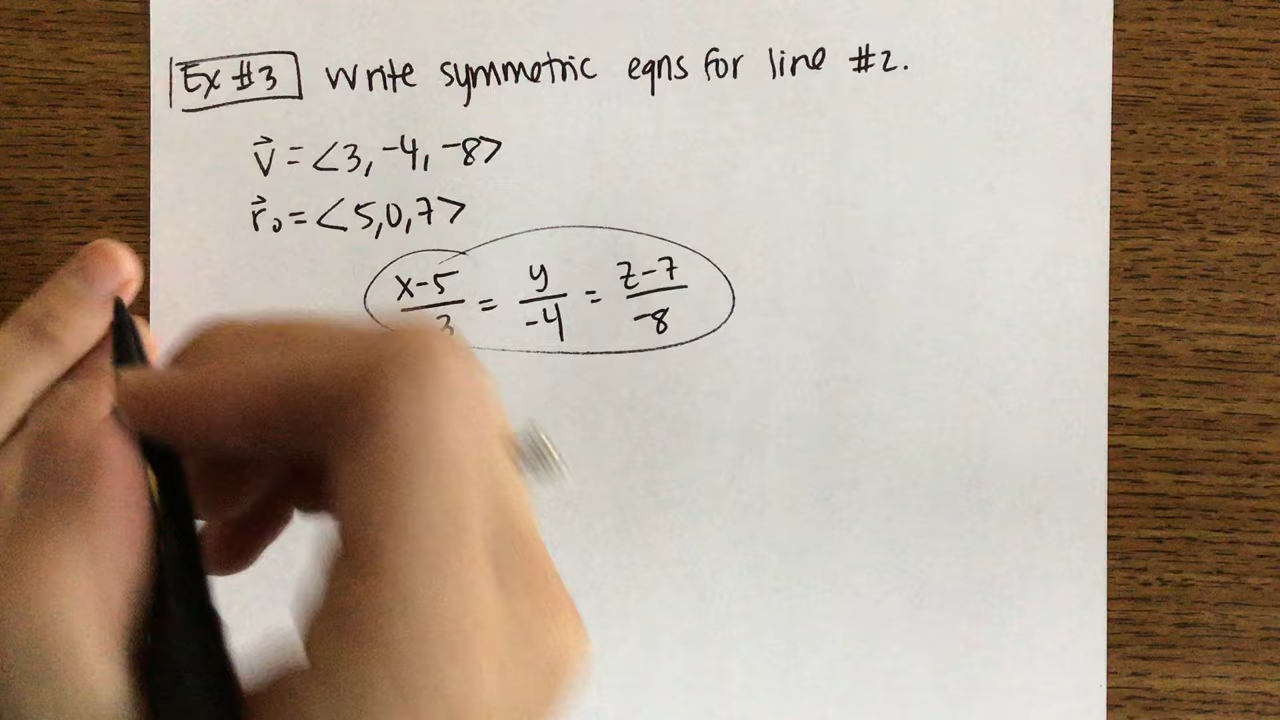 Ex #3 Write symmetric eqns for line #2.
v⃗ = <3, -4, -8>
r⃗₀ = <5, 0, 7>
x-5/3 = y/-4 = z-7/-8